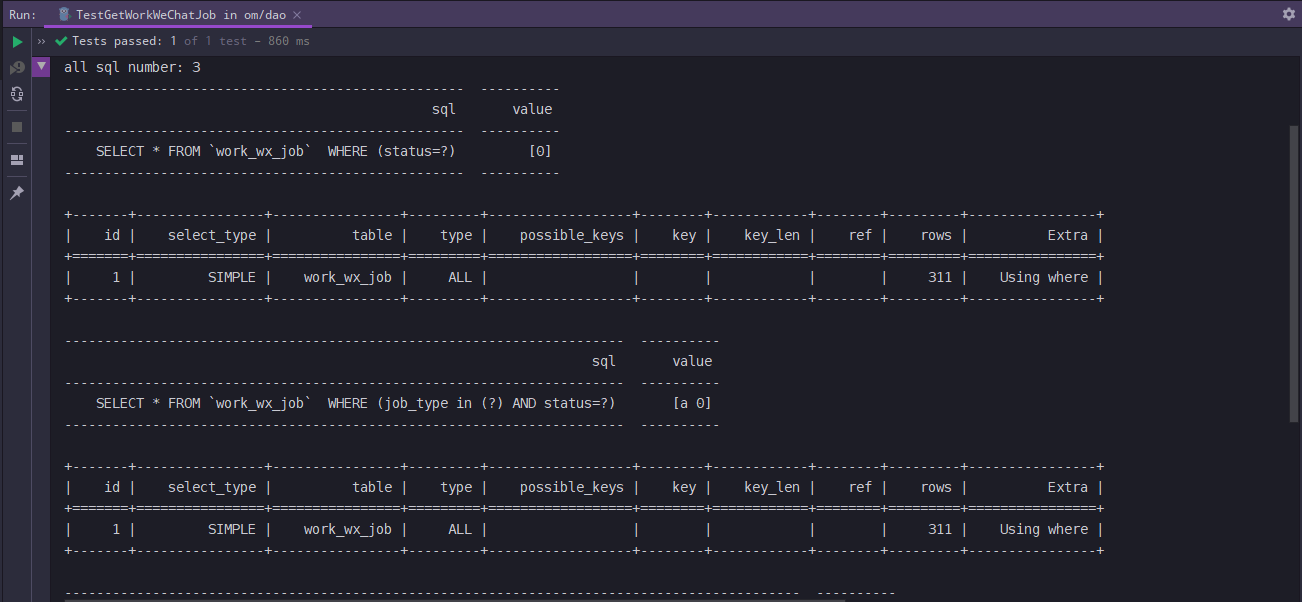 Run: TestGetWorkWeChatJob in om/dao ×
» Tests passed: 1 of 1 test – 860 ms
all sql number: 3
--------------------------------------------------  ----------
sql value
--------------------------------------------------  ----------
SELECT * FROM `work_wx_job`  WHERE (status=?) [0]
--------------------------------------------------  ----------
+-------+----------------+----------------+---------+------------------+--------+------------+--------+---------+----------------+
| id | select_type | table | type | possible_keys | key | key_len | ref | rows | Extra |
+=======+================+================+=========+==================+========+============+========+=========+================+
| 1 | SIMPLE | work_wx_job | ALL | | | | | 311 | Using where |
+-------+----------------+----------------+---------+------------------+--------+------------+--------+---------+----------------+
----------------------------------------------------------------------  ----------
sql value
----------------------------------------------------------------------  ----------
SELECT * FROM `work_wx_job`  WHERE (job_type in (?) AND status=?) [a 0]
----------------------------------------------------------------------  ----------
+-------+----------------+----------------+---------+------------------+--------+------------+--------+---------+----------------+
| id | select_type | table | type | possible_keys | key | key_len | ref | rows | Extra |
+=======+================+================+=========+==================+========+============+========+=========+================+
| 1 | SIMPLE | work_wx_job | ALL | | | | | 311 | Using where |
+-------+----------------+----------------+---------+------------------+--------+------------+--------+---------+----------------+
--------------------------------------------------------------------------------------------  ----------